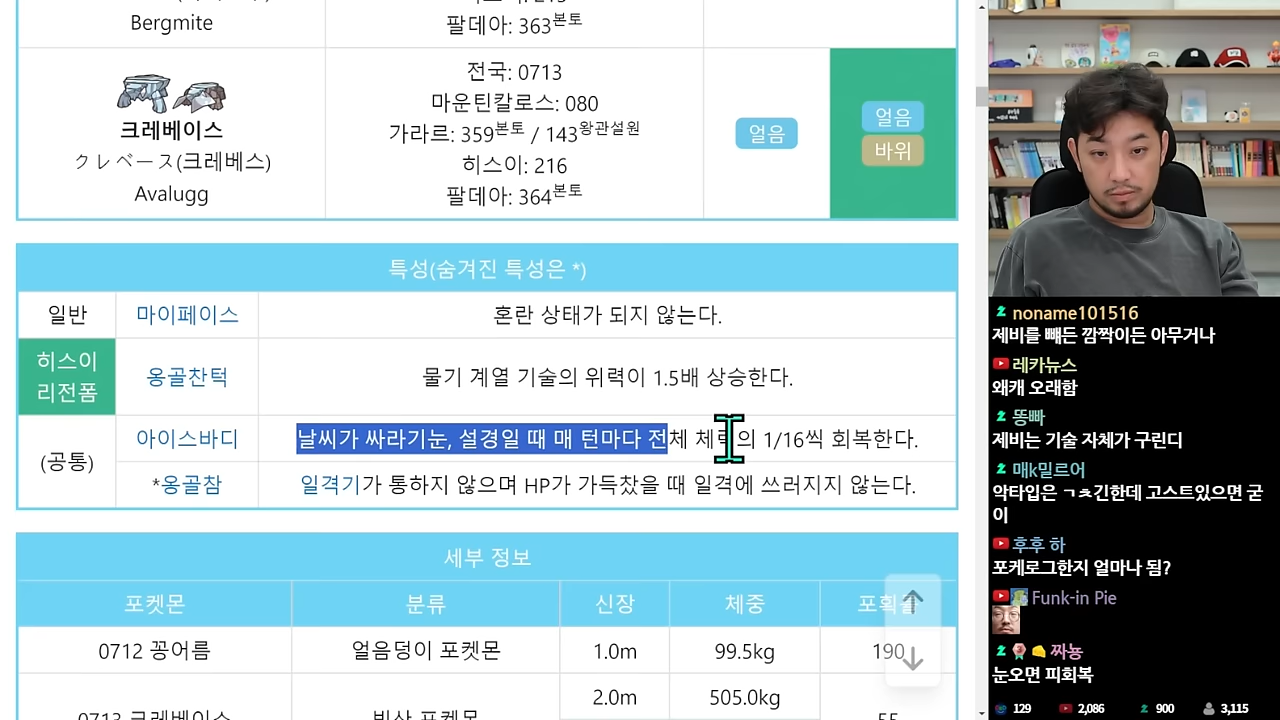 Bergmite
팔데아: 363본토
크레베이스
クレベース(크레베스)
Avalugg
전국: 0713
마운틴칼로스: 080
가라르: 359본토 / 143왕관설원
히스이: 216
팔데아: 364본토
얼음
얼음
바위
특성(숨겨진 특성은 *)
일반
마이페이스
혼란 상태가 되지 않는다.
히스이
리전폼
옹골찬턱
물기 계열 기술의 위력이 1.5배 상승한다.
(공통)
아이스바디
날씨가 싸라기눈, 설경일 때 매 턴마다 전체 체력의 1/16씩 회복한다.
*옹골참
일격기가 통하지 않으며 HP가 가득찼을 때 일격에 쓰러지지 않는다.
세부 정보
포켓몬
분류
신장
체중
포획률
0712 꽁어름
얼음덩이 포켓몬
1.0m
99.5kg
190
0713 크레베이스
빙산 포켓몬
2.0m
505.0kg
55
noname101516
제비를 빼든 깜짝이든 아무거나
레카뉴스
왜캐 오래함
똥빠
제비는 기술 자체가 구린디
매k밀르어
악타입은 ㄱㅊ긴한데 고스트있으면 굳
이
후후 하
포케로그한지 얼마나 됨?
Funk-in Pie
짜뇽
눈오면 피회복
129
2,086
900
3,115